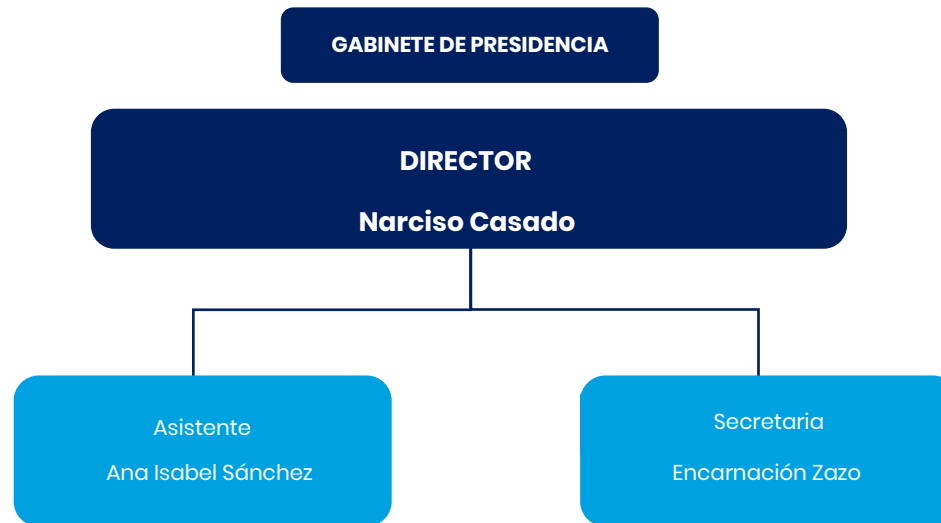 GABINETE DE PRESIDENCIA
DIRECTOR
Narciso Casado
Asistente
Ana Isabel Sánchez
Secretaria
Encarnación Zazo